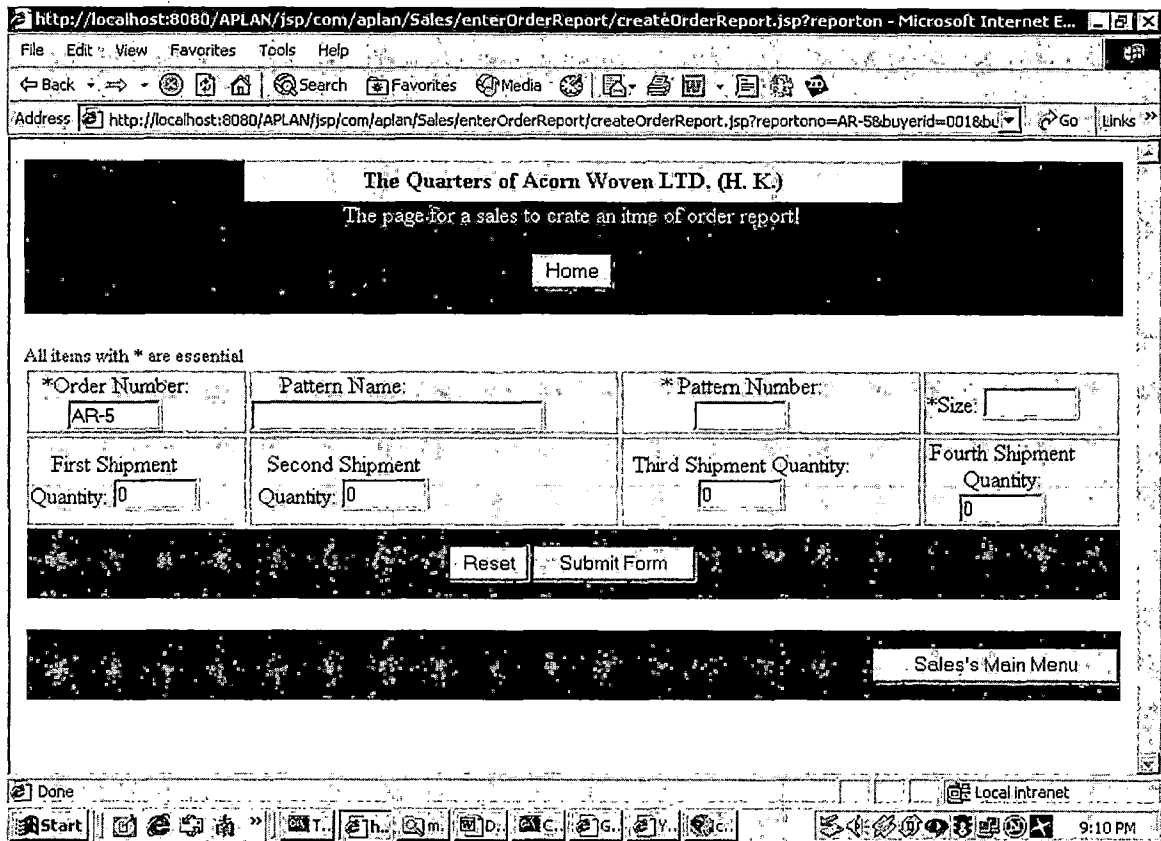 http://localhost:8080/APLAN/jsp/com/aplan/Sales/enterOrderReport/createOrderReport.jsp?reporton - Microsoft Internet E...
File Edit View Favorites Tools Help
Back Search Favorites Media
Address http://localhost:8080/APLAN/jsp/com/aplan/Sales/enterOrderReport/createOrderReport.jsp?reportono=AR-5&buyerid=001&bu Go Links »
The Quarters of Acorn Woven LTD. (H. K.)
The page for a sales to crate an itme of order report!
Home
All items with * are essential
*Order Number: Pattern Name: * Pattern Number: *Size:
AR-5
First Shipment Second Shipment Third Shipment Quantity: Fourth Shipment
Quantity: 0 Quantity: 0 0 Quantity:
0
Reset Submit Form
Sales's Main Menu
Done Local intranet
Start » T.. h.. m. D.. C.. G.. Y.. c.. 9:10 PM